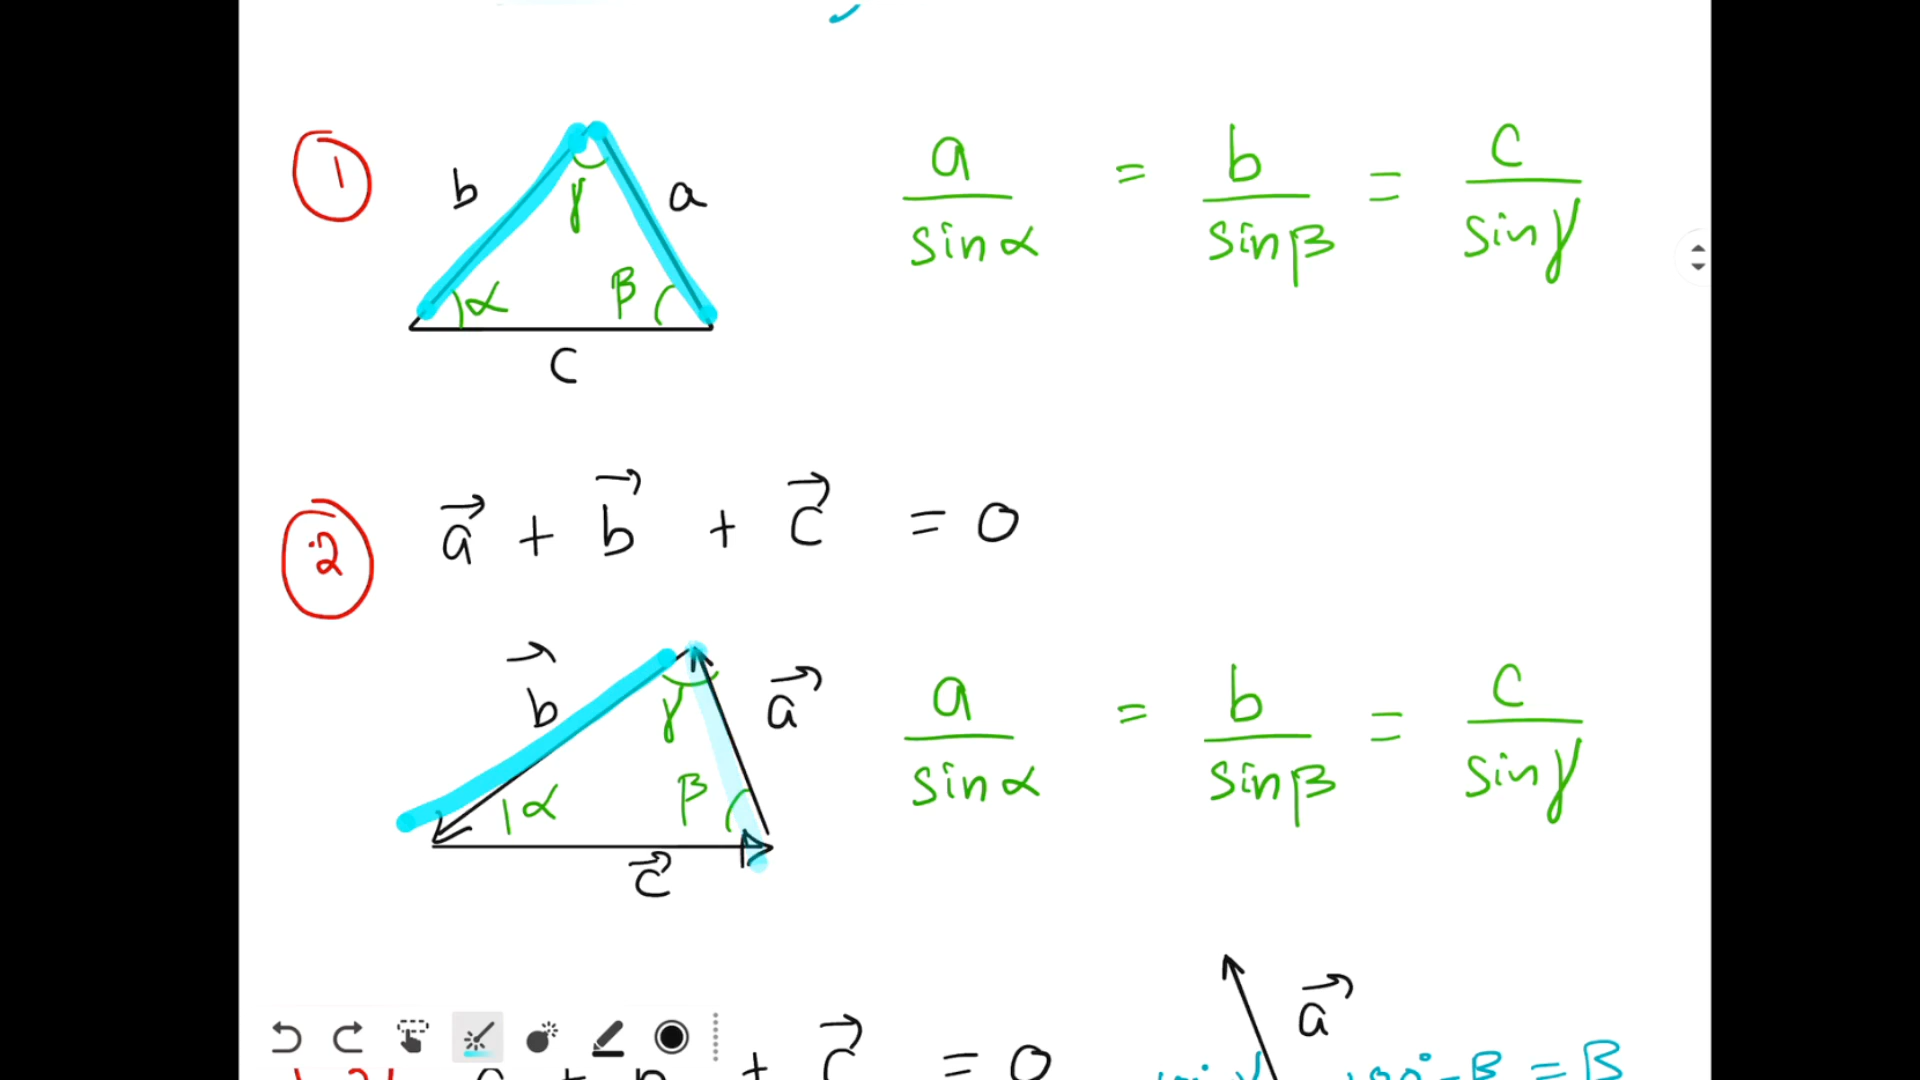 ①
b
γ
a
α
β
c
a/sinα = b/sinβ = c/sinγ
②
a⃗ + b⃗ + c⃗ = 0
b⃗
γ
a⃗
α
β
c⃗
a/sinα = b/sinβ = c/sinγ
a⃗
+ c⃗ = 0
- β = β